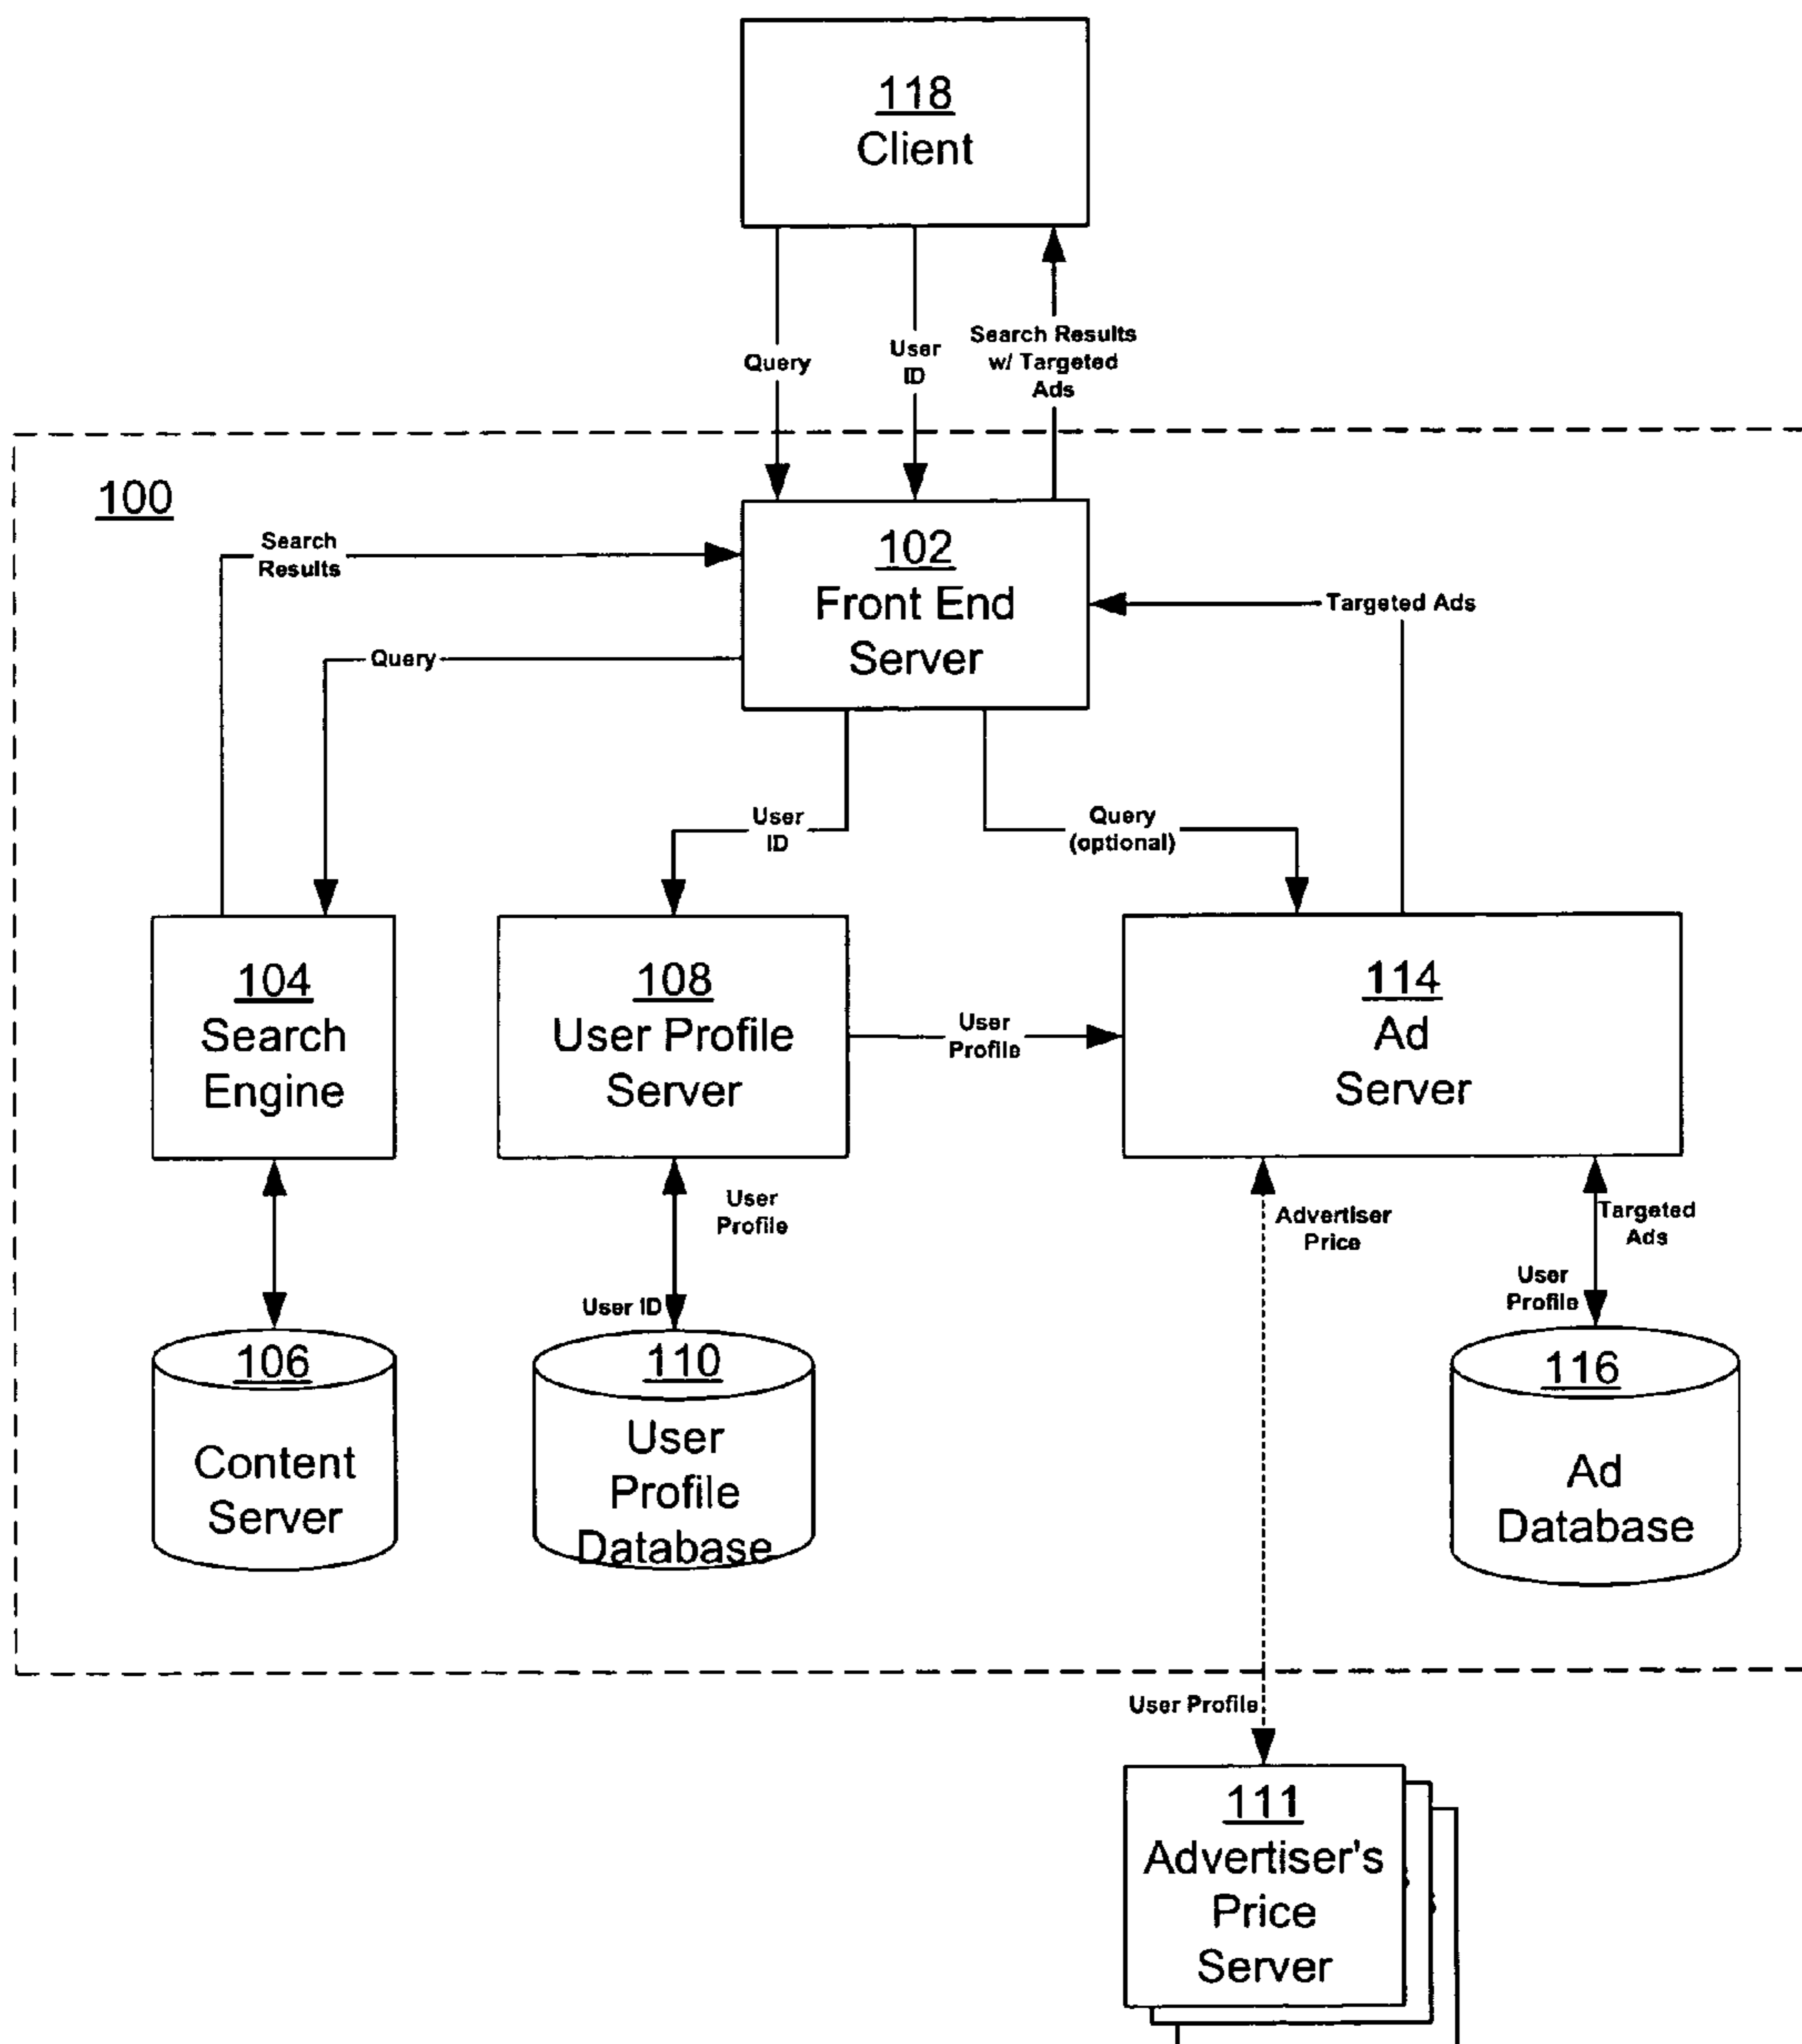 118
Client
Query
User
ID
Search Results
w/ Targeted
Ads
100
102
Front End
Server
Search
Results
Targeted Ads
Query
User
ID
Query
(optional)
104
Search
Engine
108
User Profile
Server
User
Profile
114
Ad
Server
User
Profile
User ID
Advertiser
Price
Targeted
Ads
User
Profile
106
Content
Server
110
User
Profile
Database
116
Ad
Database
User Profile
111
Advertiser's
Price
Server